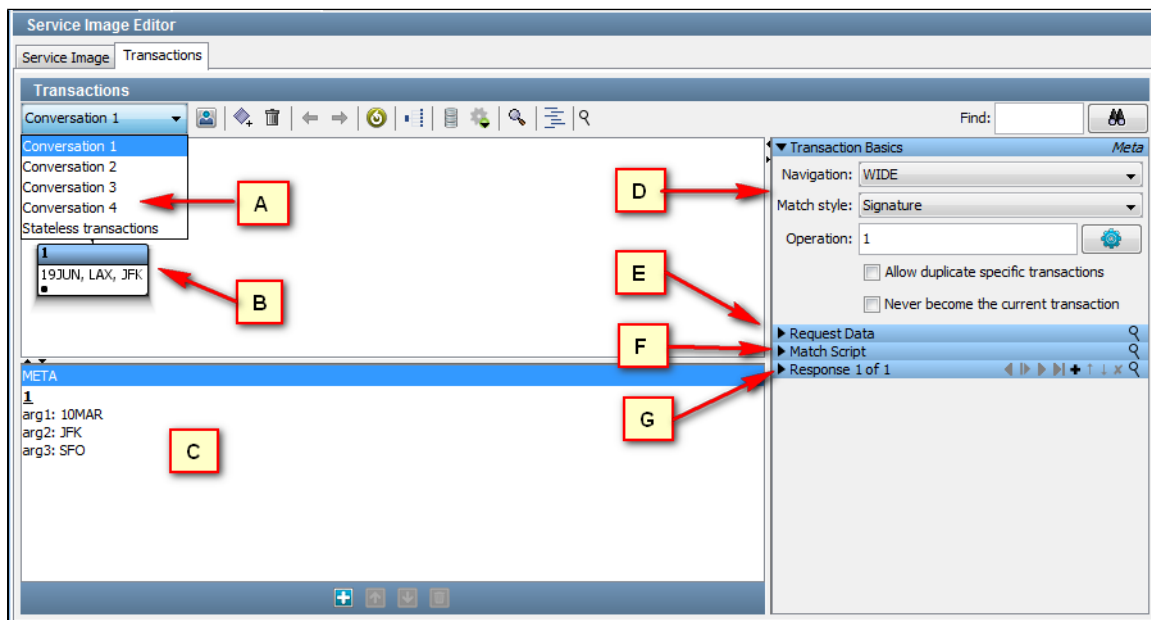 Service Image Editor
Service Image Transactions
Transactions
Conversation 1 Find:
Conversation 1
Conversation 2
Conversation 3
Conversation 4
Stateless transactions
A
1
19JUN, LAX, JFK
B
META
1
arg1: 10MAR
arg2: JFK
arg3: SFO
C
D
E
F
G
Transaction Basics Meta
Navigation: WIDE
Match style: Signature
Operation: 1
Allow duplicate specific transactions
Never become the current transaction
Request Data
Match Script
Response 1 of 1